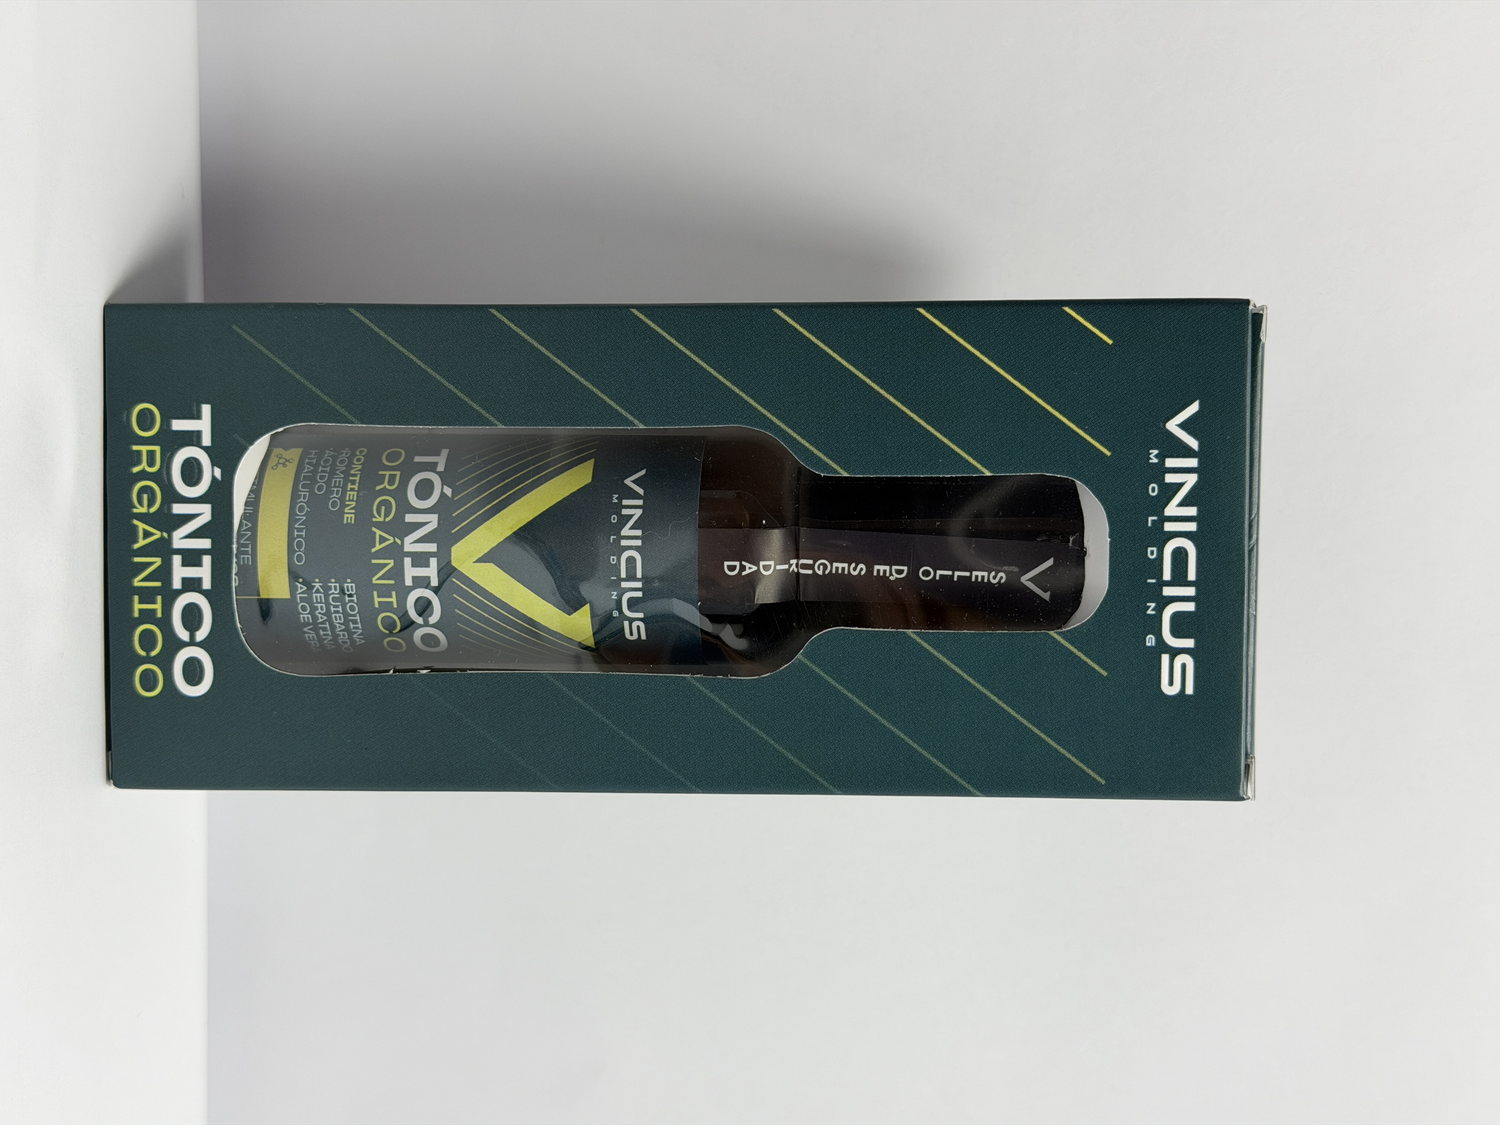 VINICIUS
MOLDING
V
SELLO DE SEGURIDAD
VINICIUS
MOLDING
TÓNICO
ORGÁNICO
CONTIENE
ROMERO
ÁCIDO
HIALURÓNICO
•BIOTINA
•RUIBARBO
•KERATINA
•ALOE VERA
TÓNICO
ORGÁNICO